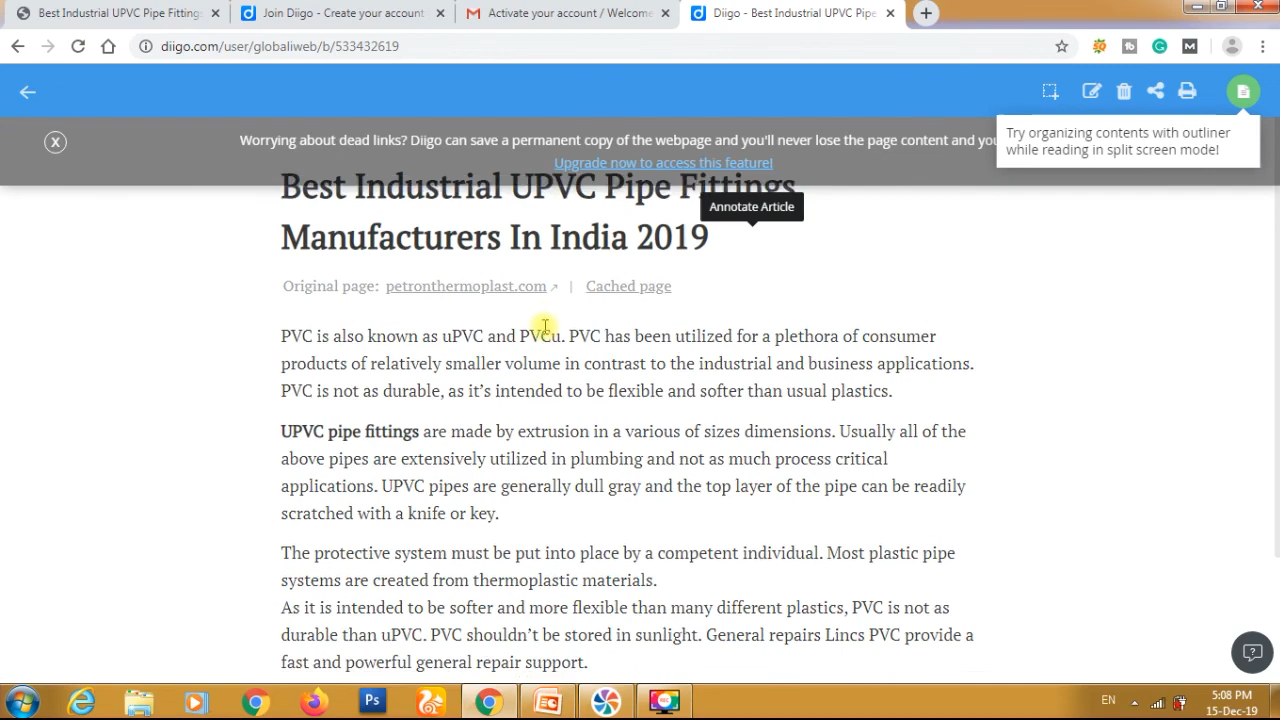 Best Industrial UPVC Pipe Fittings
Join Diigo - Create your account
Activate your account / Welcome
Diigo - Best Industrial UPVC Pipe
diigo.com/user/globaliweb/b/533432619
Try organizing contents with outliner
while reading in split screen mode!
X
Worrying about dead links? Diigo can save a permanent copy of the webpage and you'll never lose the page content and you
Upgrade now to access this feature!
Best Industrial UPVC Pipe Fittings
Annotate Article
Manufacturers In India 2019
Original page: petronthermoplast.com | Cached page
PVC is also known as uPVC and PVCu. PVC has been utilized for a plethora of consumer
products of relatively smaller volume in contrast to the industrial and business applications.
PVC is not as durable, as it’s intended to be flexible and softer than usual plastics.
UPVC pipe fittings are made by extrusion in a various of sizes dimensions. Usually all of the
above pipes are extensively utilized in plumbing and not as much process critical
applications. UPVC pipes are generally dull gray and the top layer of the pipe can be readily
scratched with a knife or key.
The protective system must be put into place by a competent individual. Most plastic pipe
systems are created from thermoplastic materials.
As it is intended to be softer and more flexible than many different plastics, PVC is not as
durable than uPVC. PVC shouldn’t be stored in sunlight. General repairs Lincs PVC provide a
fast and powerful general repair support.
Ps
EN
5:08 PM
15-Dec-19